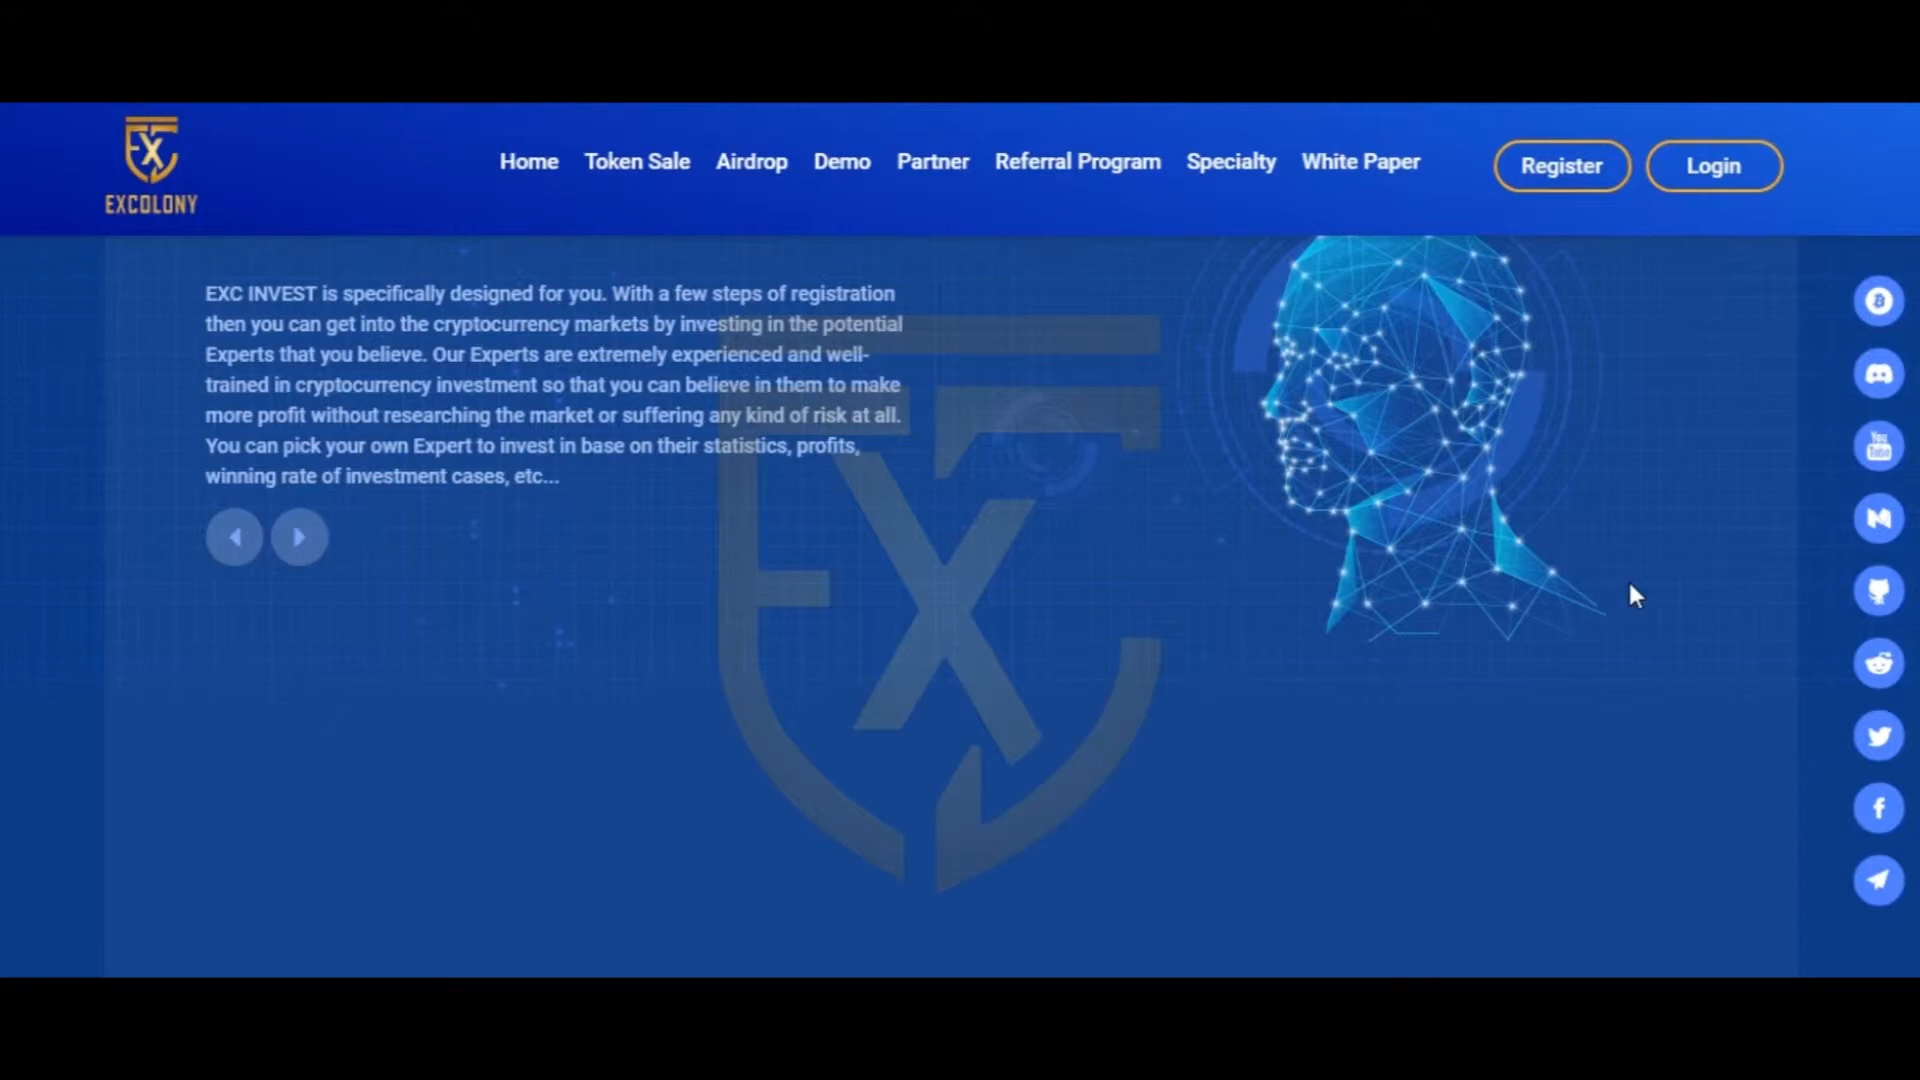 EXCOLONY
Home Token Sale Airdrop Demo Partner Referral Program Specialty White Paper
Register Login
EXC INVEST is specifically designed for you. With a few steps of registration
then you can get into the cryptocurrency markets by investing in the potential
Experts that you believe. Our Experts are extremely experienced and well-
trained in cryptocurrency investment so that you can believe in them to make
more profit without researching the market or suffering any kind of risk at all.
You can pick your own Expert to invest in base on their statistics, profits,
winning rate of investment cases, etc...
You
Tube